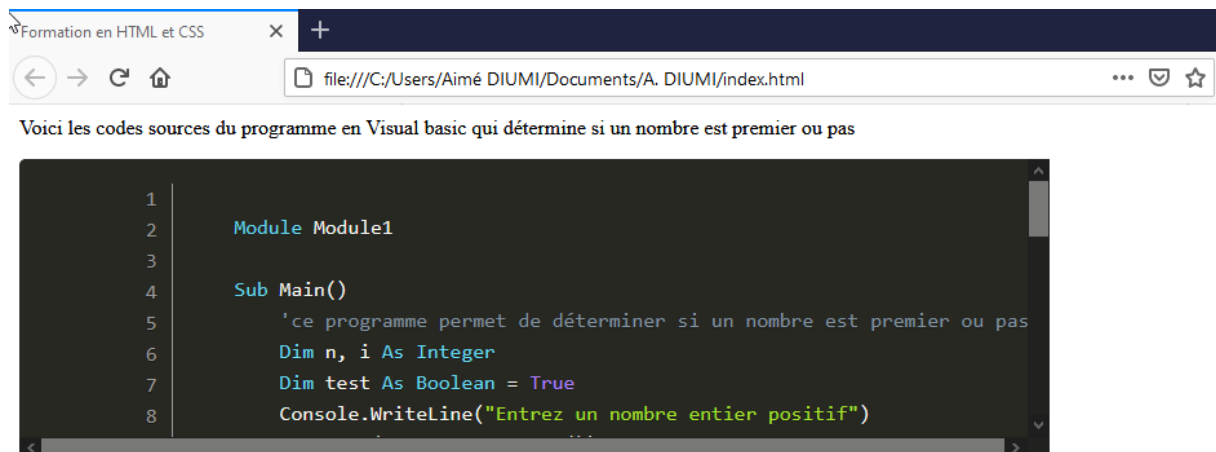 Formation en HTML et CSS
file:///C:/Users/Aimé DIUMI/Documents/A. DIUMI/index.html
Voici les codes sources du programme en Visual basic qui détermine si un nombre est premier ou pas
1
2 Module Module1
3
4 Sub Main()
5 'ce programme permet de déterminer si un nombre est premier ou pas
6 Dim n, i As Integer
7 Dim test As Boolean = True
8 Console.WriteLine("Entrez un nombre entier positif")